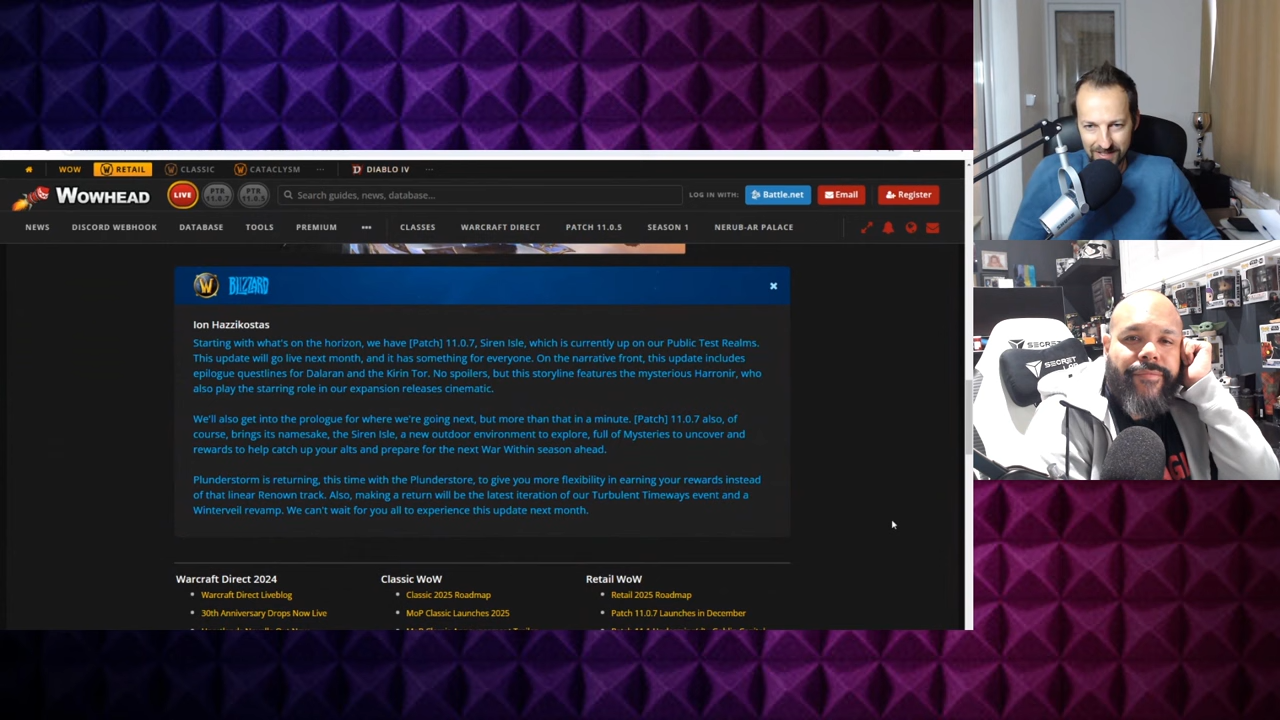 WOW
RETAIL
CLASSIC
CATACLYSM
DIABLO IV
WOWHEAD
LIVE
PTR
11.0.7
PTR
11.0.5
Search guides, news, database...
LOG IN WITH:
Battle.net
Email
Register
NEWS
DISCORD WEBHOOK
DATABASE
TOOLS
PREMIUM
CLASSES
WARCRAFT DIRECT
PATCH 11.0.5
SEASON 1
NERUB-AR PALACE
BLIZZARD
Ion Hazzikostas
Starting with what's on the horizon, we have [Patch] 11.0.7, Siren Isle, which is currently up on our Public Test Realms.
This update will go live next month, and it has something for everyone. On the narrative front, this update includes
epilogue questlines for Dalaran and the Kirin Tor. No spoilers, but this storyline features the mysterious Harronir, who
also play the starring role in our expansion releases cinematic.
We'll also get into the prologue for where we're going next, but more than that in a minute. [Patch] 11.0.7 also, of
course, brings its namesake, the Siren Isle, a new outdoor environment to explore, full of Mysteries to uncover and
rewards to help catch up your alts and prepare for the next War Within season ahead.
Plunderstorm is returning, this time with the Plunderstore, to give you more flexibility in earning your rewards instead
of that linear Renown track. Also, making a return will be the latest iteration of our Turbulent Timeways event and a
Winterveil revamp. We can't wait for you all to experience this update next month.
Warcraft Direct 2024
Warcraft Direct Liveblog
30th Anniversary Drops Now Live
Classic WoW
Classic 2025 Roadmap
MoP Classic Launches 2025
Retail WoW
Retail 2025 Roadmap
Patch 11.0.7 Launches in December
SECRET
SECRET